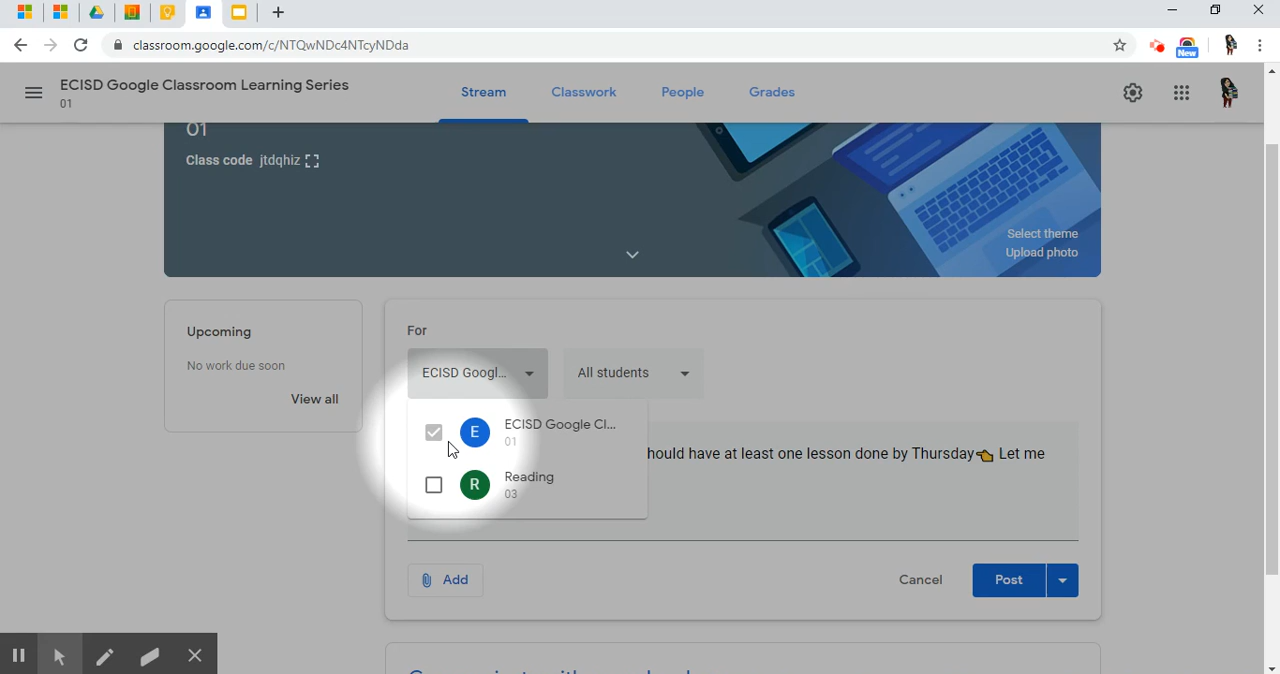 New
classroom.google.com/c/NTQwNDc4NTcyNDda
ECISD Google Classroom Learning Series
01
Stream
Classwork
People
Grades
01
Class code jtdqhiz
Select theme
Upload photo
Upcoming
No work due soon
View all
For
ECISD Googl...
All students
E
ECISD Google Cl...
01
R
Reading
03
hould have at least one lesson done by Thursday👈 Let me
Add
Cancel
Post